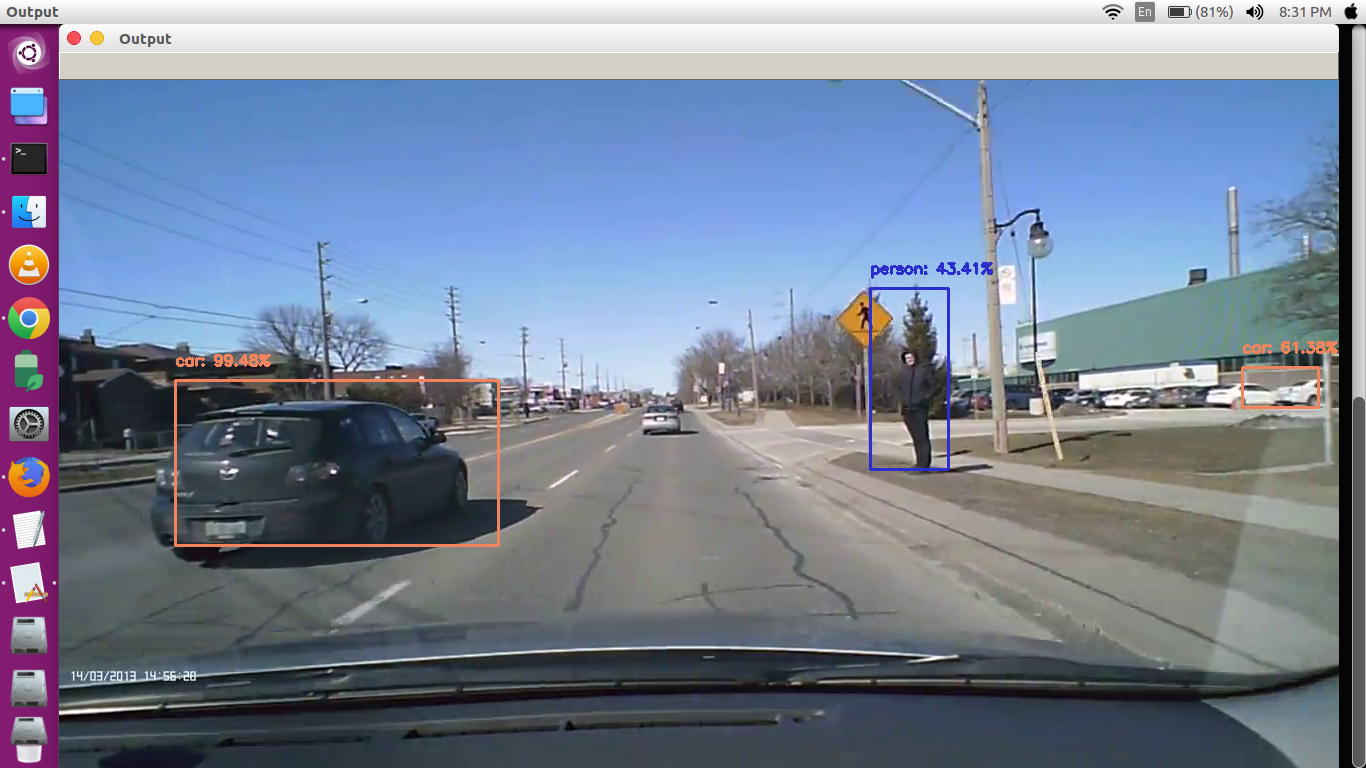 Output
En
(81%)
8:31 PM
Output
person: 43.41%
car: 61.38%
car: 99.48%
14/03/2013 14:56:28